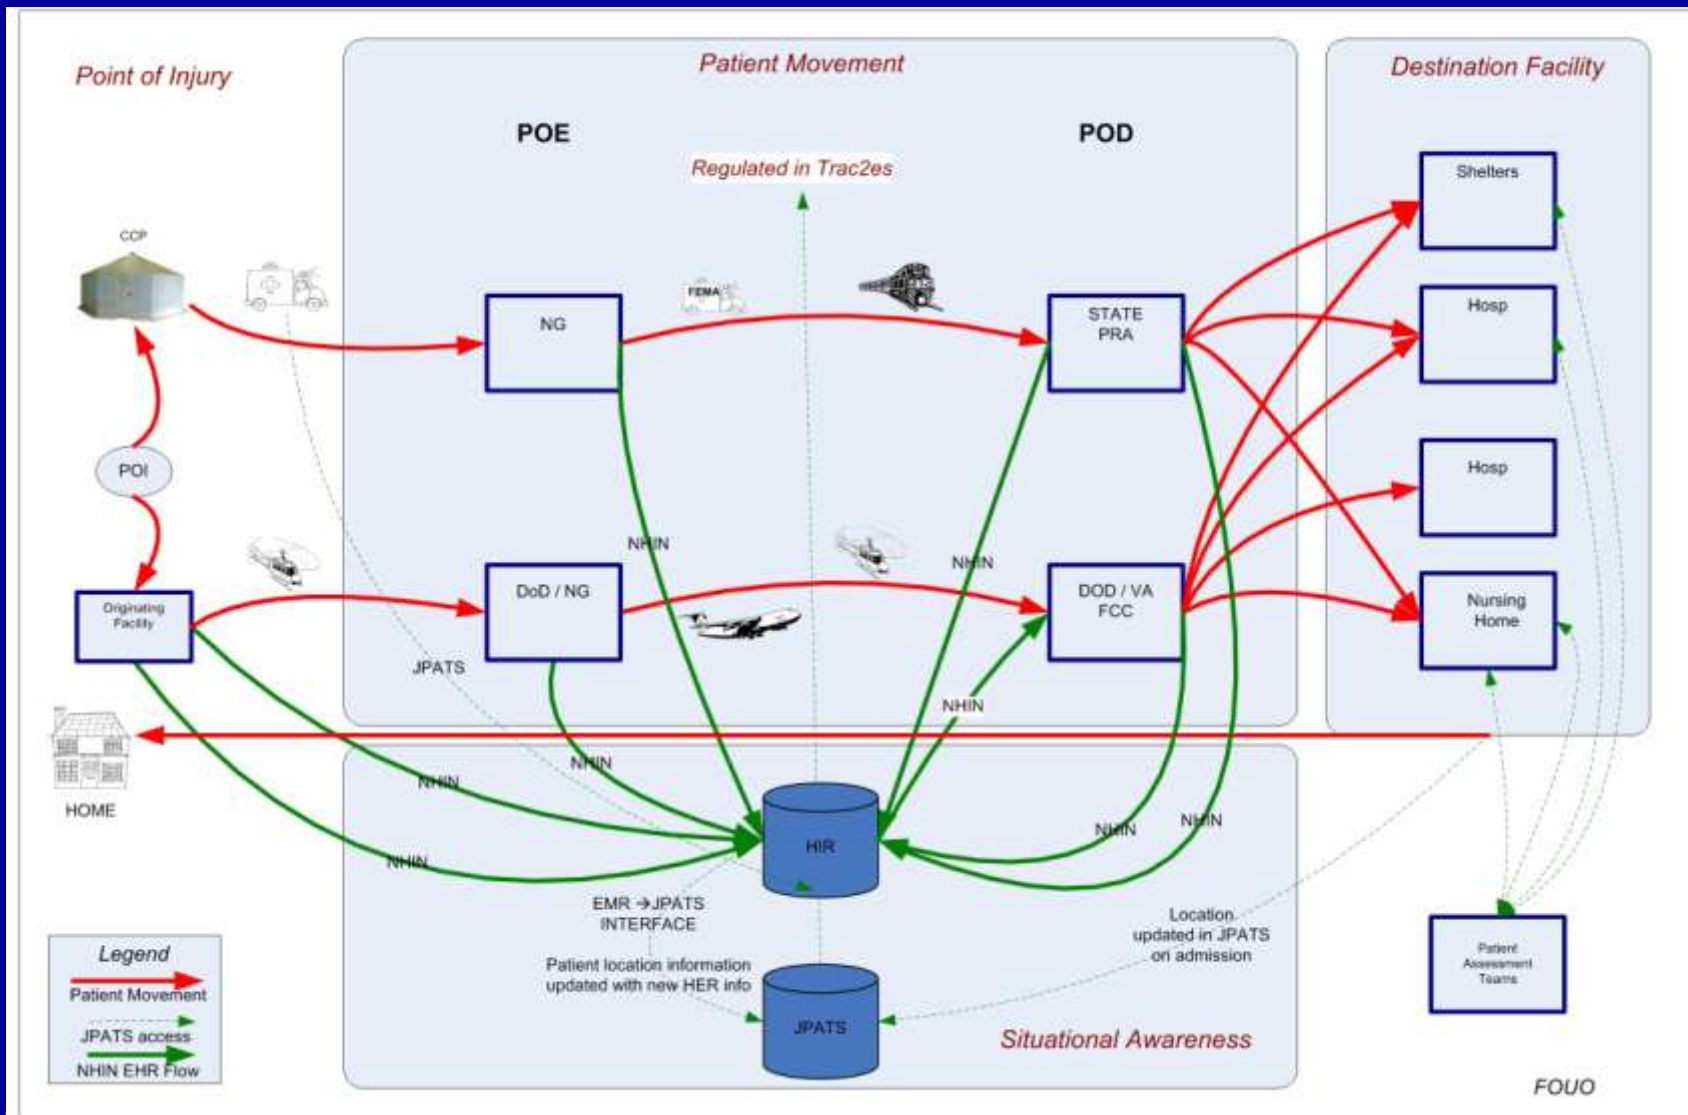 Point of Injury
Patient Movement
Destination Facility
POE
POD
Regulated in Trac2es
Shelters
CCP
FEMA
NG
STATE
PRA
Hosp
POI
Hosp
NHIN
NHIN
Originating
Facility
DoD / NG
DOD / VA
FCC
Nursing
Home
JPATS
NHIN
NHIN
NHIN
HOME
NHIN
NHIN
NHIN
HIR
EMR →JPATS
INTERFACE
Location
updated in JPATS
on admission
Patient location information
updated with new HER info
JPATS
Situational Awareness
Patient
Assessment
Teams
Legend
Patient Movement
JPATS access
NHIN EHR Flow
FOUO